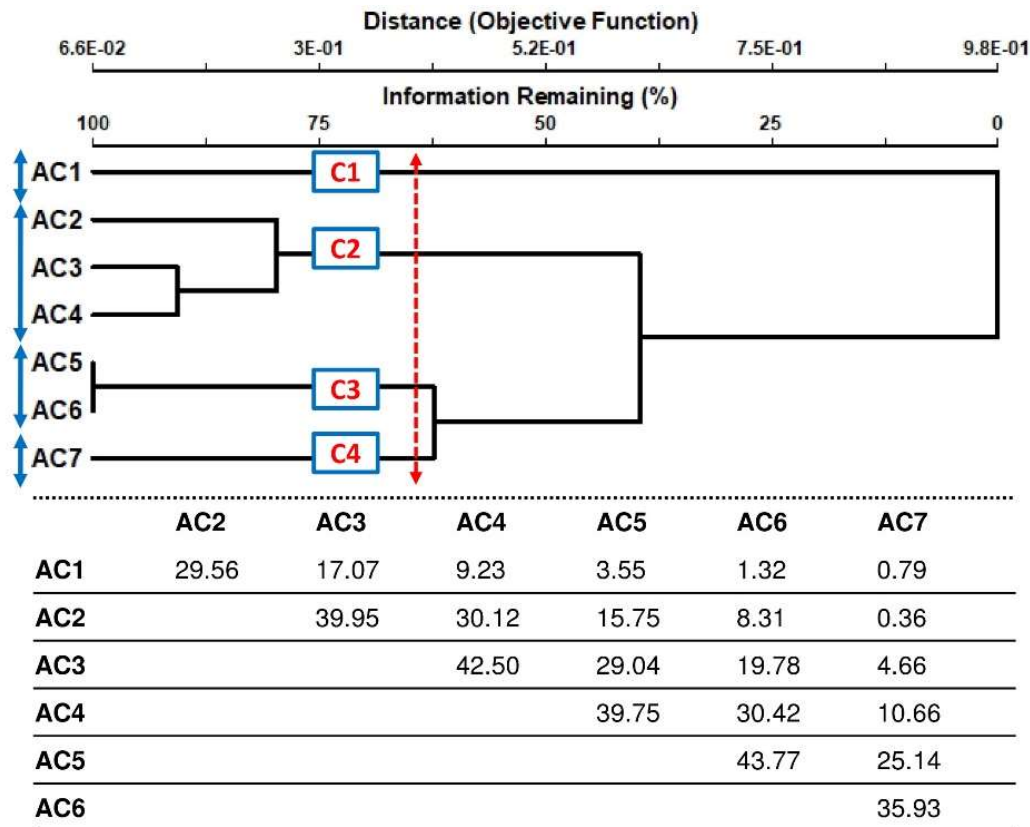 Distance (Objective Function)
6.6E-02 3E-01 5.2E-01 7.5E-01 9.8E-01
Information Remaining (%)
100 75 50 25 0
AC1 C1
AC2
C2
AC3
AC4
AC5
C3
AC6
AC7 C4
AC2 AC3 AC4 AC5 AC6 AC7
AC1 29.56 17.07 9.23 3.55 1.32 0.79
AC2 39.95 30.12 15.75 8.31 0.36
AC3 42.50 29.04 19.78 4.66
AC4 39.75 30.42 10.66
AC5 43.77 25.14
AC6 35.93